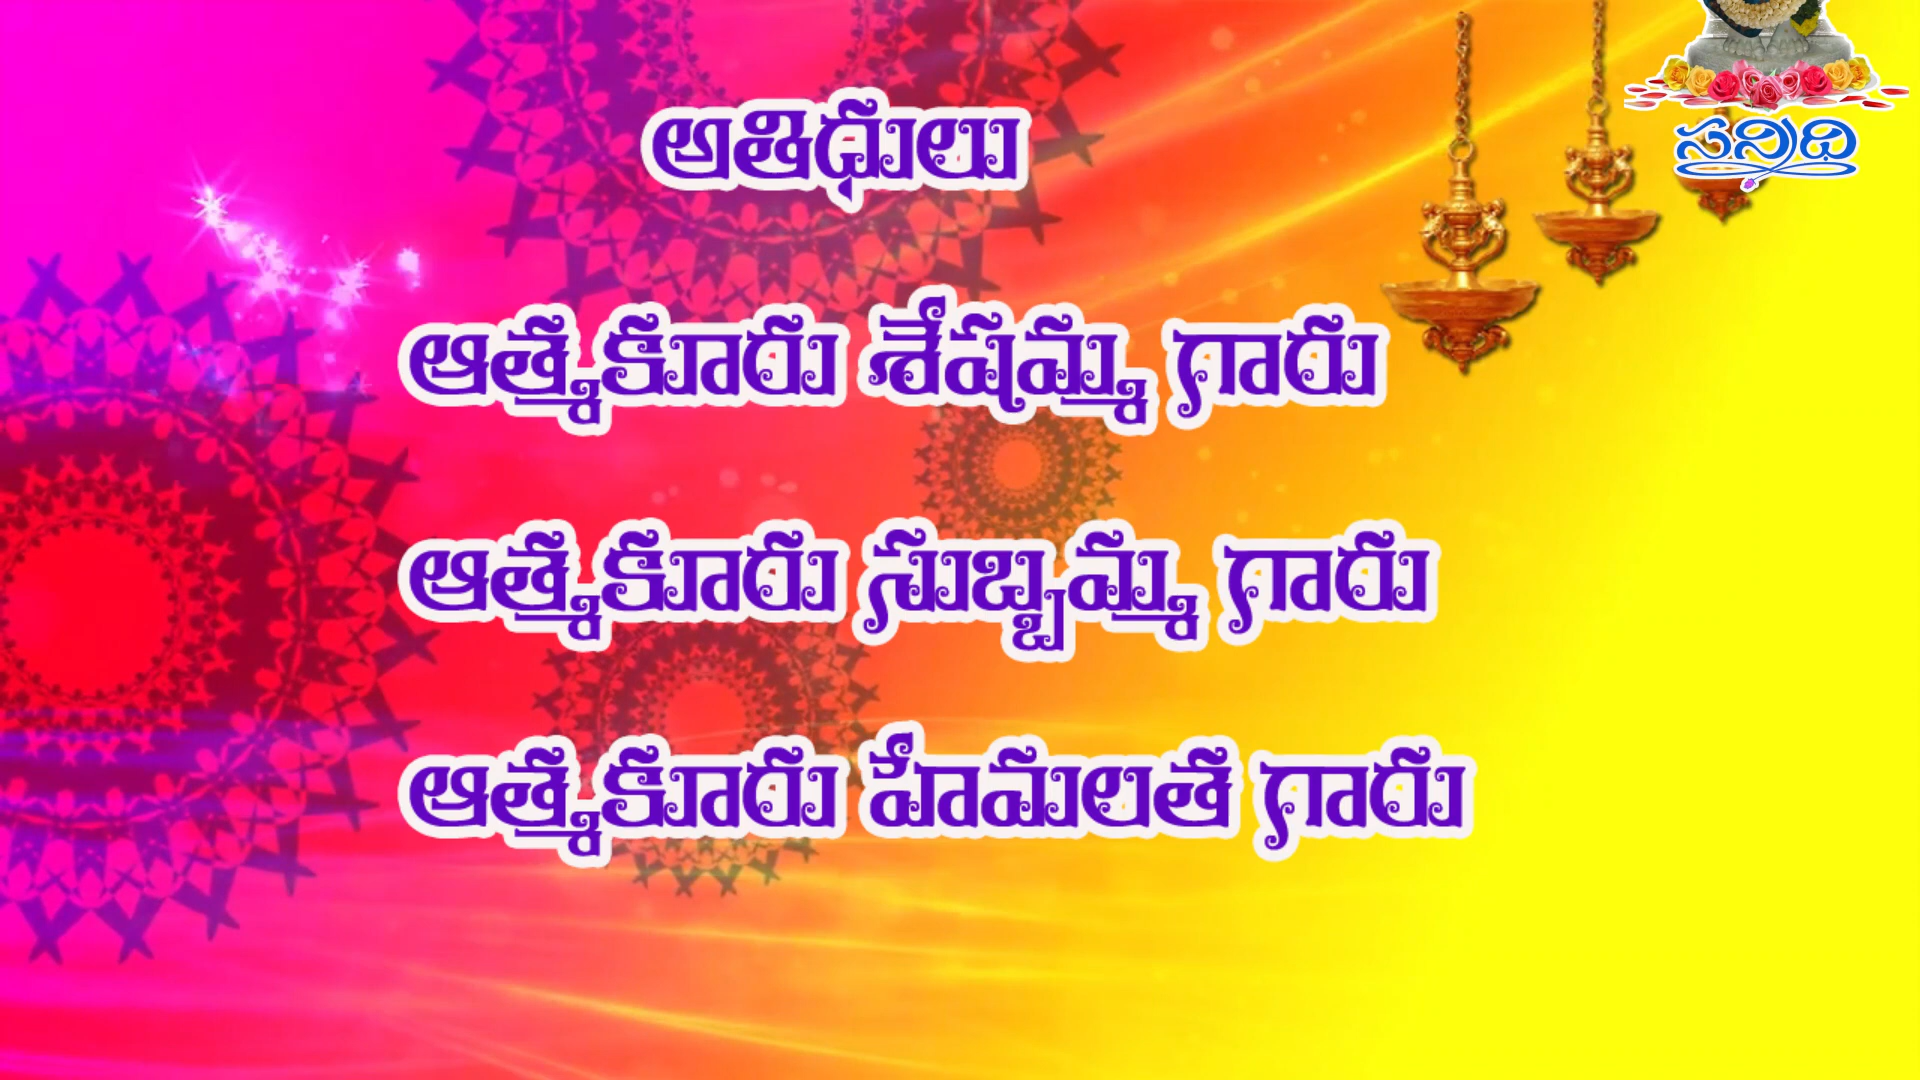 అతిధులు
సన్నిధి
ఆత్మకూరు శేషమ్మ గారు
ఆత్మకూరు సుబ్బమ్మ గారు
ఆత్మకూరు హేమలత గారు